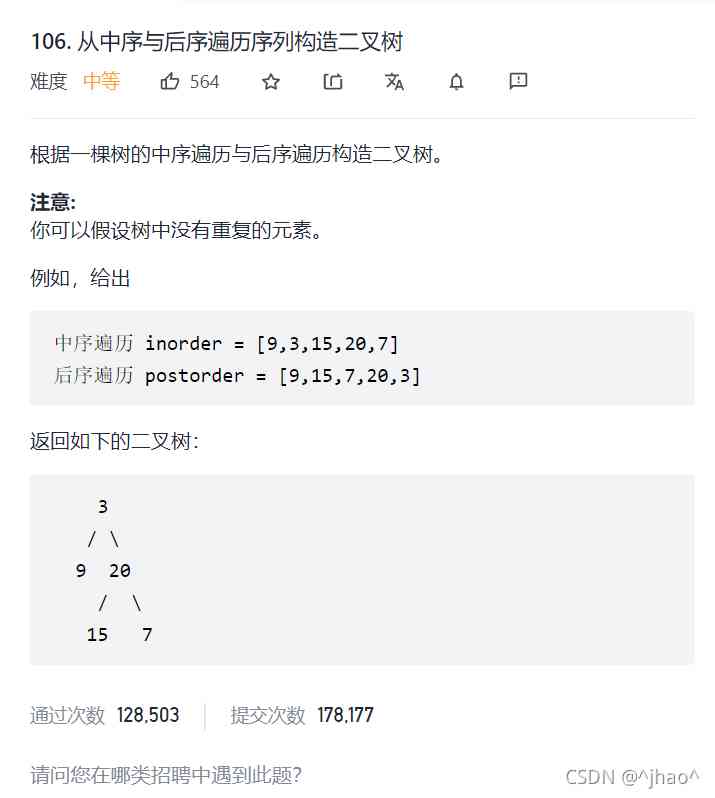 106. 从中序与后序遍历序列构造二叉树
难度 中等 564
根据一棵树的中序遍历与后序遍历构造二叉树。
注意:
你可以假设树中没有重复的元素。
例如，给出
中序遍历 inorder = [9,3,15,20,7]
后序遍历 postorder = [9,15,7,20,3]
返回如下的二叉树：
3
/ \
9 20
/ \
15 7
通过次数 128,503 提交次数 178,177
请问您在哪类招聘中遇到此题？
CSDN @^jhao^